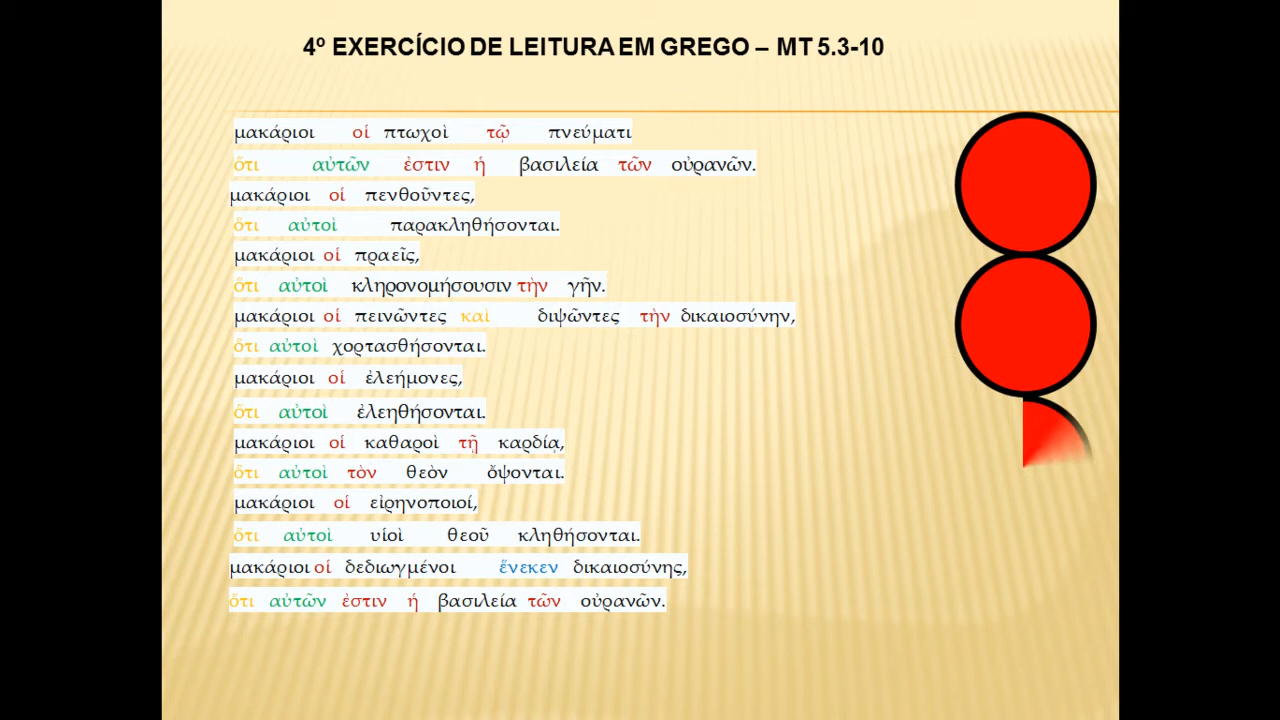 4º EXERCÍCIO DE LEITURA EM GREGO – MT 5.3-10
μακάριοι οἱ πτωχοὶ τῷ πνεύματι
ὅτι αὐτῶν ἐστιν ἡ βασιλεία τῶν οὐρανῶν.
μακάριοι οἱ πενθοῦντες,
ὅτι αὐτοὶ παρακληθήσονται.
μακάριοι οἱ πραεῖς,
ὅτι αὐτοὶ κληρονομήσουσιν τὴν γῆν.
μακάριοι οἱ πεινῶντες καὶ διψῶντες τὴν δικαιοσύνην,
ὅτι αὐτοὶ χορτασθήσονται.
μακάριοι οἱ ἐλεήμονες,
ὅτι αὐτοὶ ἐλεηθήσονται.
μακάριοι οἱ καθαροὶ τῇ καρδίᾳ,
ὅτι αὐτοὶ τὸν θεὸν ὄψονται.
μακάριοι οἱ εἰρηνοποιοί,
ὅτι αὐτοὶ υἱοὶ θεοῦ κληθήσονται.
μακάριοι οἱ δεδιωγμένοι ἕνεκεν δικαιοσύνης,
ὅτι αὐτῶν ἐστιν ἡ βασιλεία τῶν οὐρανῶν.